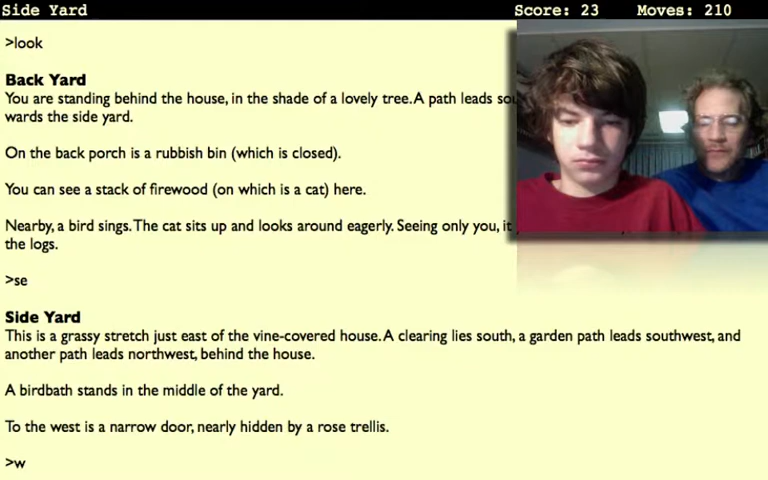 Side Yard Score: 23 Moves: 210
>look
Back Yard
You are standing behind the house, in the shade of a lovely tree. A path leads
wards the side yard.
On the back porch is a rubbish bin (which is closed).
You can see a stack of firewood (on which is a cat) here.
Nearby, a bird sings. The cat sits up and looks around eagerly. Seeing only you, it
the logs.
>se
Side Yard
This is a grassy stretch just east of the vine-covered house. A clearing lies south, a garden path leads southwest, and
another path leads northwest, behind the house.
A birdbath stands in the middle of the yard.
To the west is a narrow door, nearly hidden by a rose trellis.
>w